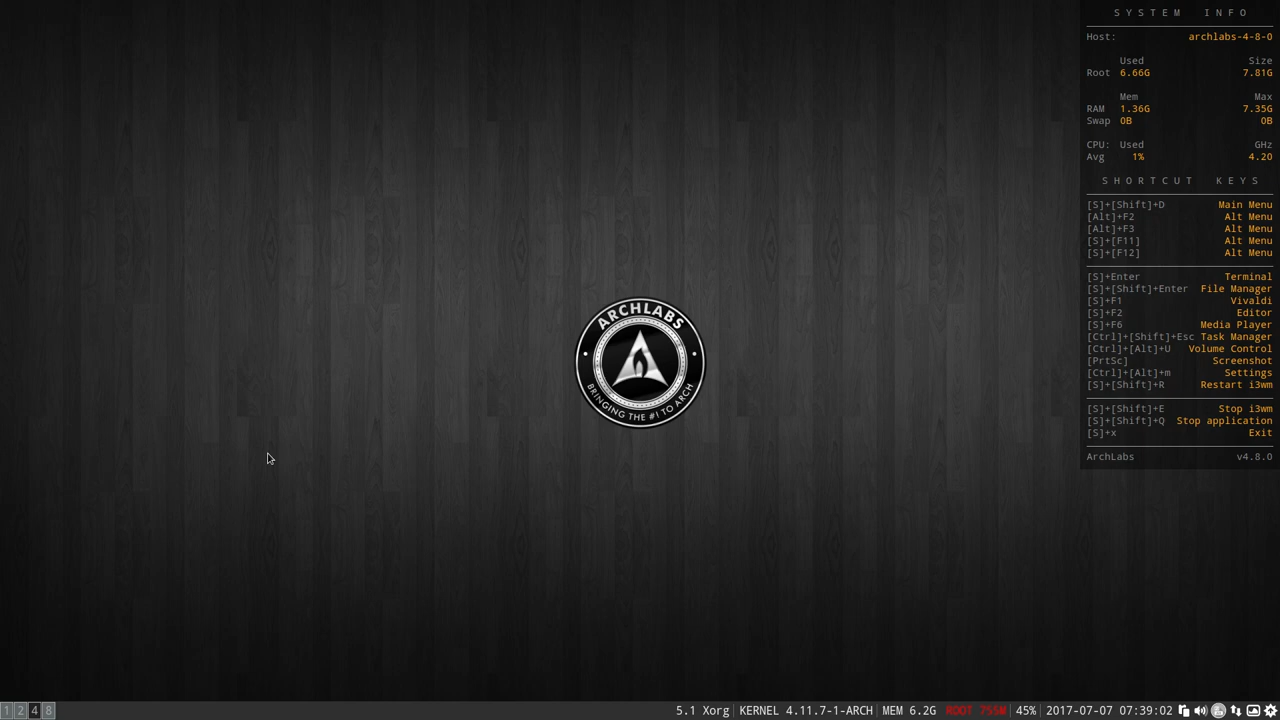 SYSTEM INFO
Host: archlabs-4-8-0
Used Size
Root 6.66G 7.81G
Mem Max
RAM 1.36G 7.35G
Swap 0B 0B
CPU: Used GHz
Avg 1% 4.20
SHORTCUT KEYS
[S]+[Shift]+D Main Menu
[Alt]+F2 Alt Menu
[Alt]+F3 Alt Menu
[S]+[F11] Alt Menu
[S]+[F12] Alt Menu
[S]+Enter Terminal
[S]+[Shift]+Enter File Manager
[S]+F1 Vivaldi
[S]+F2 Editor
[S]+F6 Media Player
[Ctrl]+[Shift]+Esc Task Manager
[Ctrl]+[Alt]+U Volume Control
[PrtSc] Screenshot
[Ctrl]+[Alt]+m Settings
[S]+[Shift]+R Restart i3wm
[S]+[Shift]+E Stop i3wm
[S]+[Shift]+Q Stop application
[S]+x Exit
ArchLabs v4.8.0
ARCHLABS
BRINGING THE #! TO ARCH
1 2 4 8 5.1 Xorg KERNEL 4.11.7-1-ARCH MEM 6.2G ROOT 755M 45% 2017-07-07 07:39:02